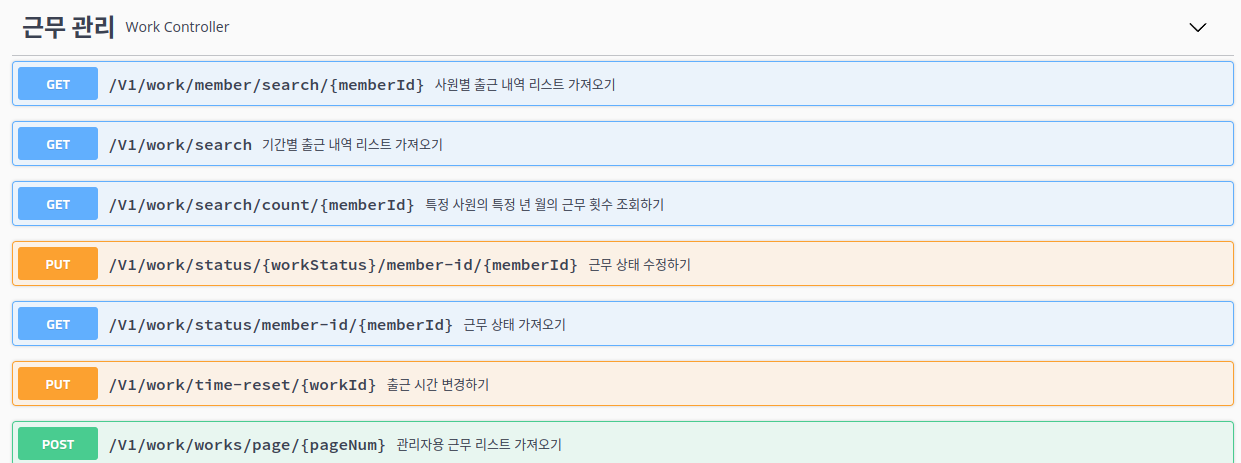 근무 관리 Work Controller
GET /V1/work/member/search/{memberId} 사원별 출근 내역 리스트 가져오기
GET /V1/work/search 기간별 출근 내역 리스트 가져오기
GET /V1/work/search/count/{memberId} 특정 사원의 특정 년 월의 근무 횟수 조회하기
PUT /V1/work/status/{workStatus}/member-id/{memberId} 근무 상태 수정하기
GET /V1/work/status/member-id/{memberId} 근무 상태 가져오기
PUT /V1/work/time-reset/{workId} 출근 시간 변경하기
POST /V1/work/works/page/{pageNum} 관리자용 근무 리스트 가져오기